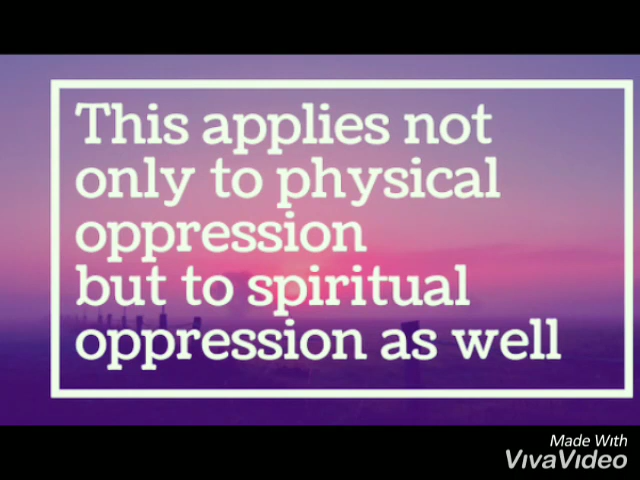 This applies not
only to physical
oppression
but to spiritual
oppression as well
Made With
VivaVideo